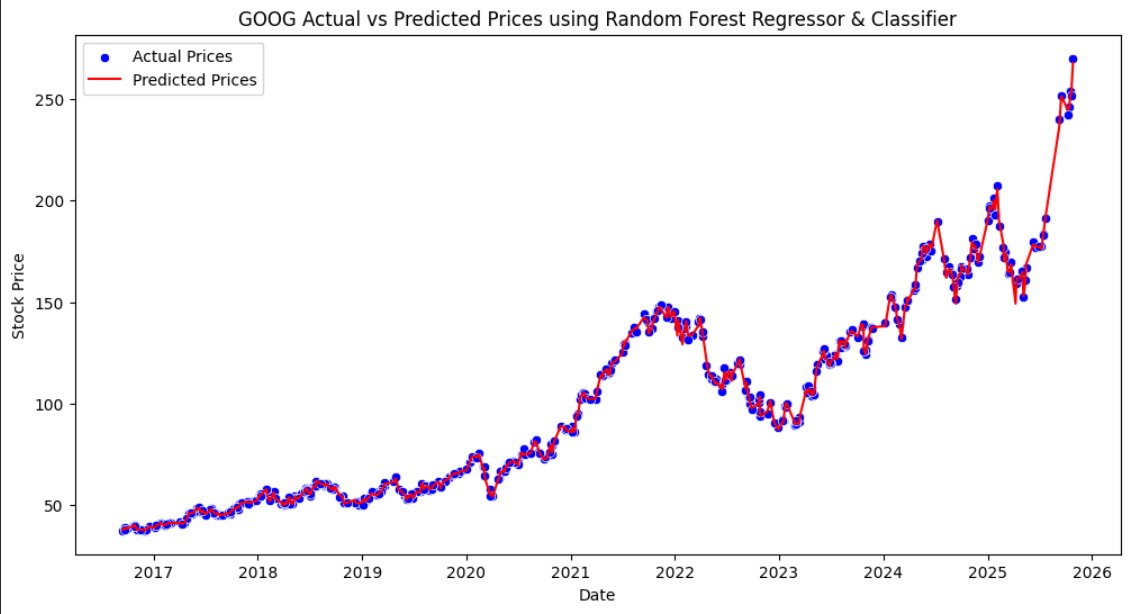 GOOG Actual vs Predicted Prices using Random Forest Regressor & Classifier
Actual Prices
Predicted Prices
Stock Price
250
200
150
100
50
2017 2018 2019 2020 2021 2022 2023 2024 2025 2026
Date